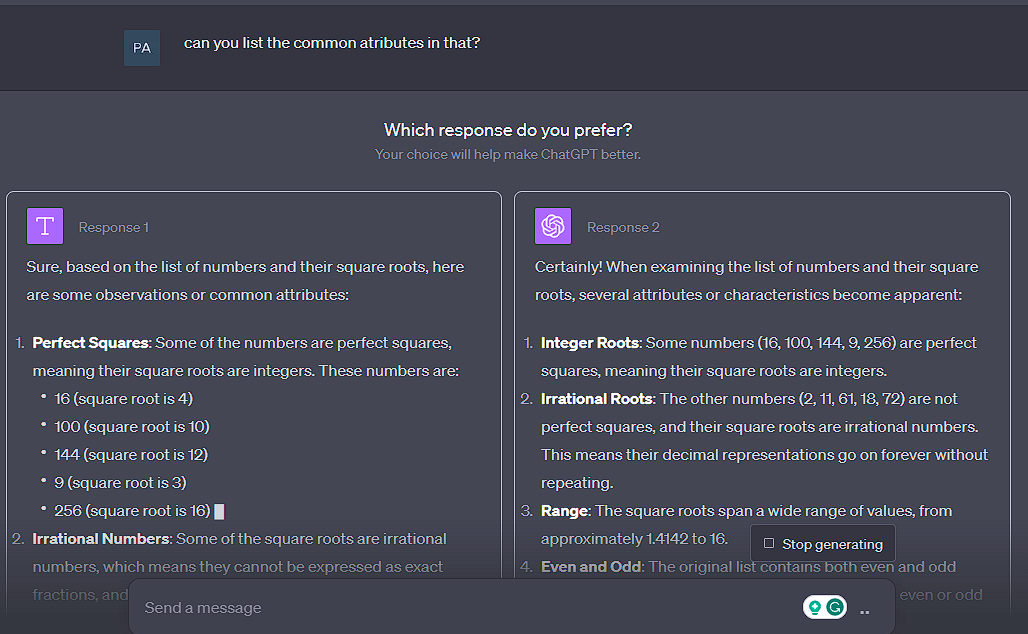 PA
can you list the common atributes in that?
Which response do you prefer?
Your choice will help make ChatGPT better.
T
Response 1
Sure, based on the list of numbers and their square roots, here
are some observations or common attributes:
1. Perfect Squares: Some of the numbers are perfect squares,
meaning their square roots are integers. These numbers are:
• 16 (square root is 4)
• 100 (square root is 10)
• 144 (square root is 12)
• 9 (square root is 3)
• 256 (square root is 16)
2. Irrational Numbers: Some of the square roots are irrational
numbers, which means they cannot be expressed as exact
fractions, and
Response 2
Certainly! When examining the list of numbers and their square
roots, several attributes or characteristics become apparent:
1. Integer Roots: Some numbers (16, 100, 144, 9, 256) are perfect
squares, meaning their square roots are integers.
2. Irrational Roots: The other numbers (2, 11, 61, 18, 72) are not
perfect squares, and their square roots are irrational numbers.
This means their decimal representations go on forever without
repeating.
3. Range: The square roots span a wide range of values, from
approximately 1.4142 to 16.
4. Even and Odd: The original list contains both even and odd
even or odd
Stop generating
Send a message